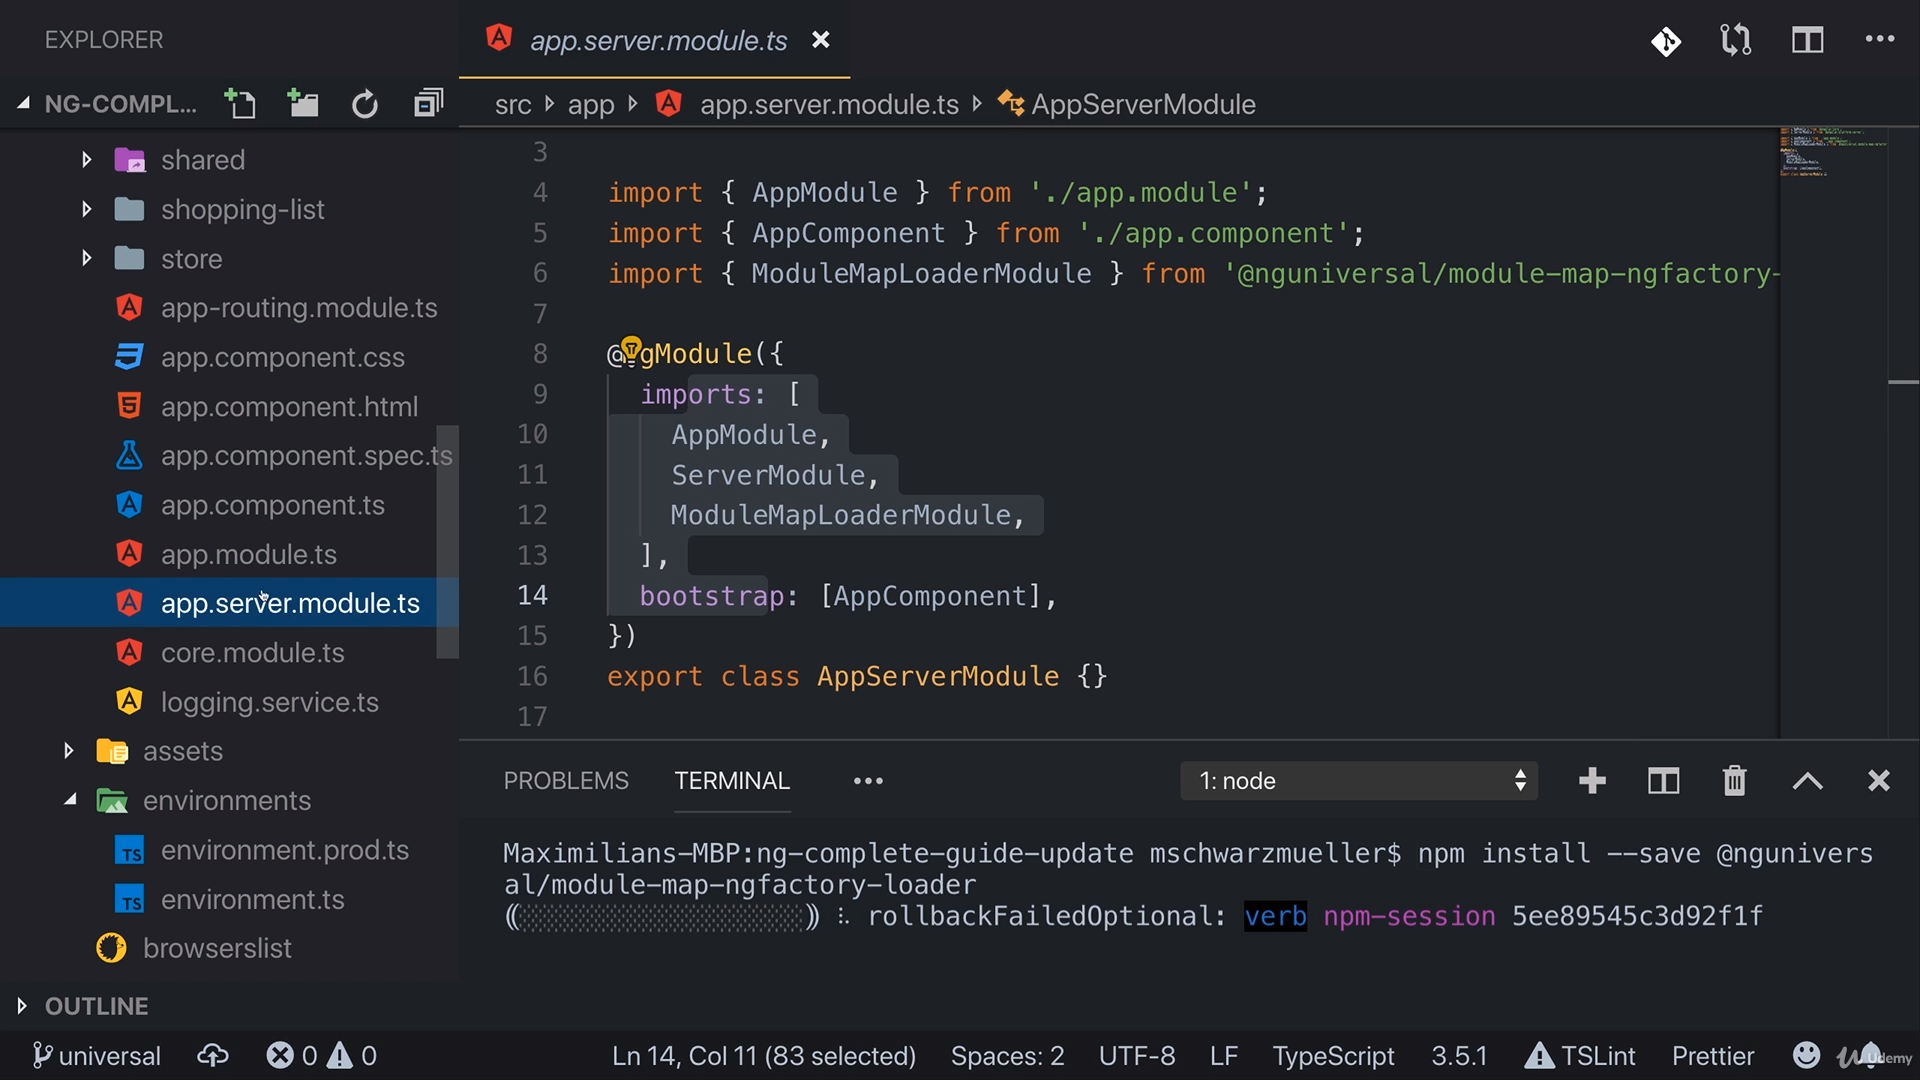 EXPLORER
app.server.module.ts
NG-COMPL...
src app app.server.module.ts AppServerModule
shared
shopping-list
store
app-routing.module.ts
app.component.css
app.component.html
app.component.spec.ts
app.component.ts
app.module.ts
app.server.module.ts
core.module.ts
logging.service.ts
assets
environments
environment.prod.ts
environment.ts
browserslist
OUTLINE
3
4 import { AppModule } from './app.module';
5 import { AppComponent } from './app.component';
6 import { ModuleMapLoaderModule } from '@nguniversal/module-map-ngfactory-
7
8 @NgModule({
9 imports: [
10 AppModule,
11 ServerModule,
12 ModuleMapLoaderModule,
13 ],
14 bootstrap: [AppComponent],
15 })
16 export class AppServerModule {}
17
PROBLEMS TERMINAL 1: node
Maximilians-MBP:ng-complete-guide-update mschwarzmueller$ npm install --save @ngunivers
al/module-map-ngfactory-loader
((░░░░░░░░░░░░░░░░░░)) ⠧ rollbackFailedOptional: verb npm-session 5ee89545c3d92f1f
universal 0 0 Ln 14, Col 11 (83 selected) Spaces: 2 UTF-8 LF TypeScript 3.5.1 TSLint Prettier
Udemy